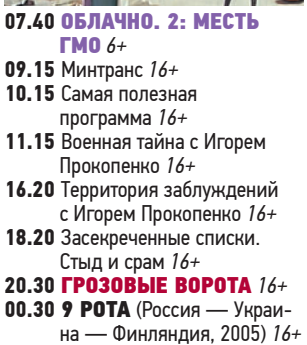 07.40 ОБЛАЧНО. 2: МЕСТЬ
ГМО 6+
09.15 Минтранс 16+
10.15 Самая полезная
программа 16+
11.15 Военная тайна с Игорем
Прокопенко 16+
16.20 Территория заблуждений
с Игорем Прокопенко 16+
18.20 Засекреченные списки.
Стыд и срам 16+
20.30 ГРОЗОВЫЕ ВОРОТА 16+
00.30 9 РОТА (Россия — Украи-
на — Финляндия, 2005) 16+